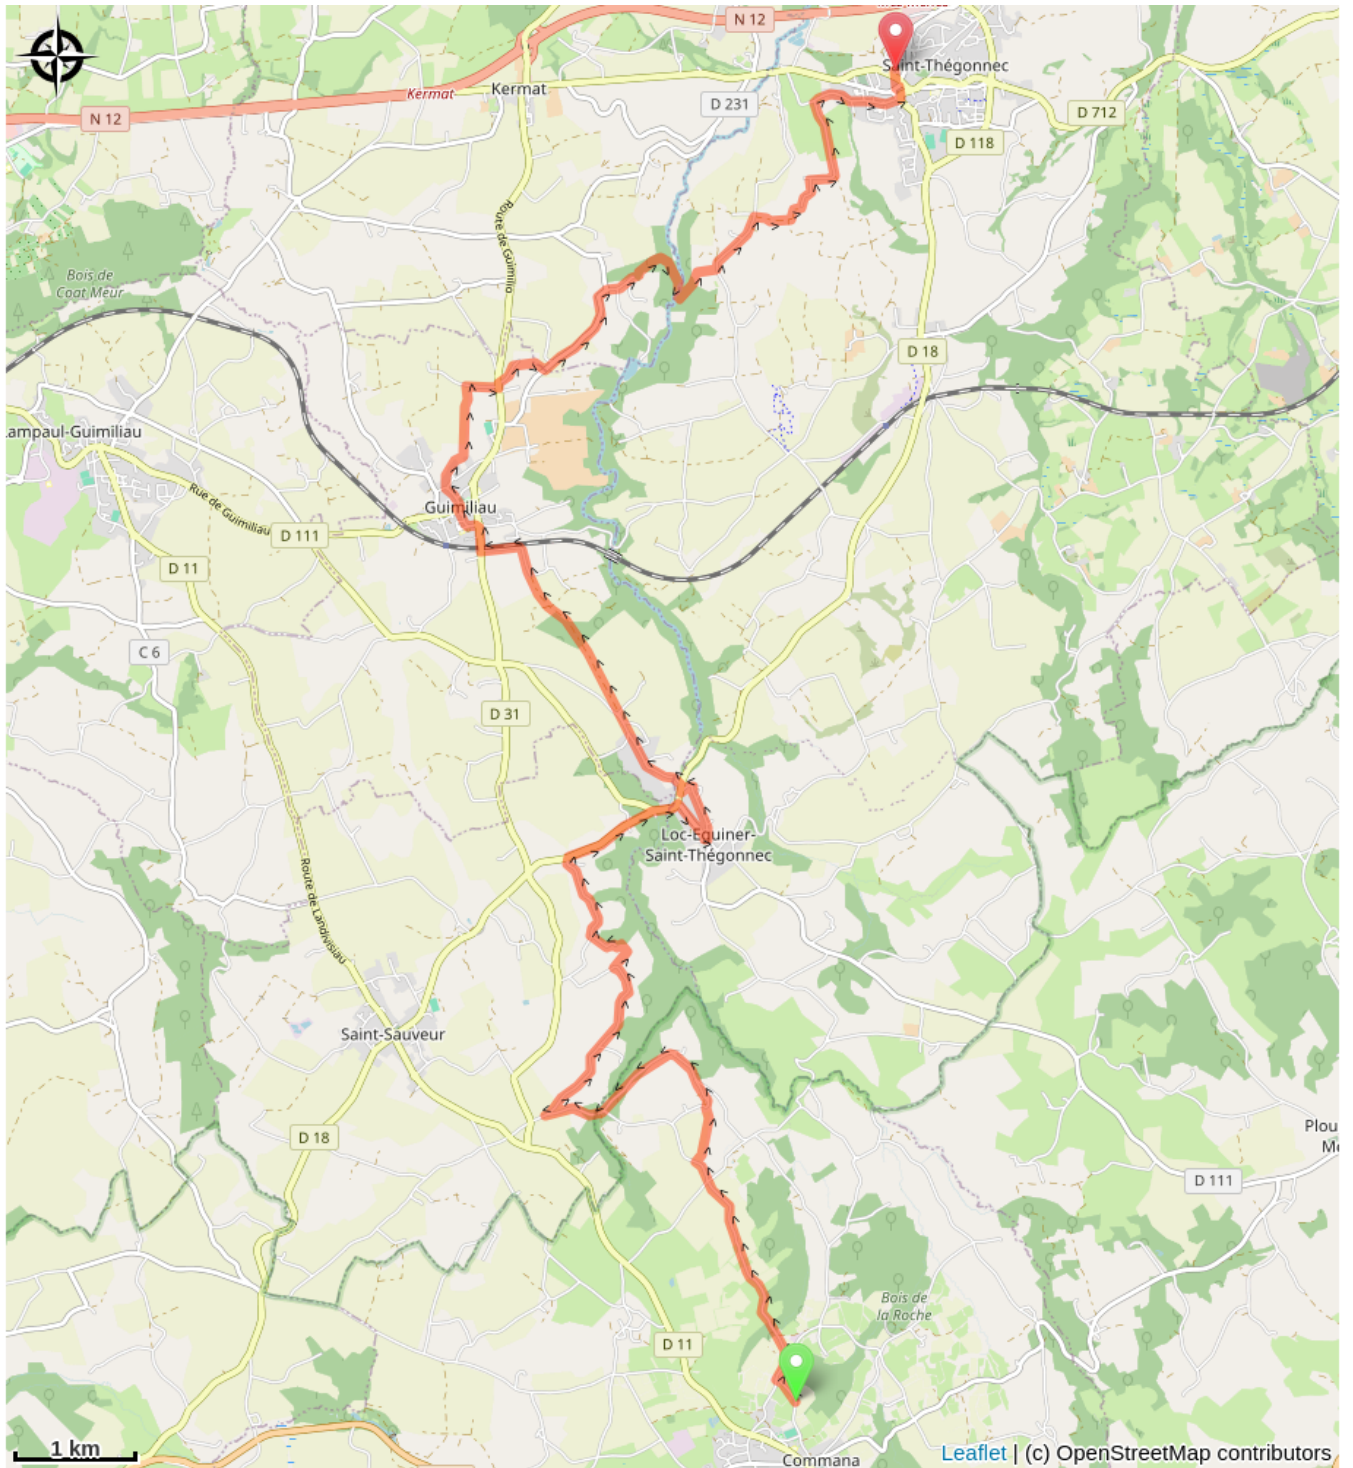 N 12
Saint-Thégonnec
Kermat
Kermat
D 231
D 712
N 12
D 118
Route de Guimilio
Bois de
Coat Meur
D 18
Lampaul-Guimiliau
Rue de Guimiliau
Guimiliau
D 111
D 11
C 6
D 31
Loc-Eguiner-
Saint-Thégonnec
Route de Landivisiau
Saint-Sauveur
D 18
Plou
D 111
Bois de
la Roche
D 11
1 km
Commana
Leaflet | (c) OpenStreetMap contributors